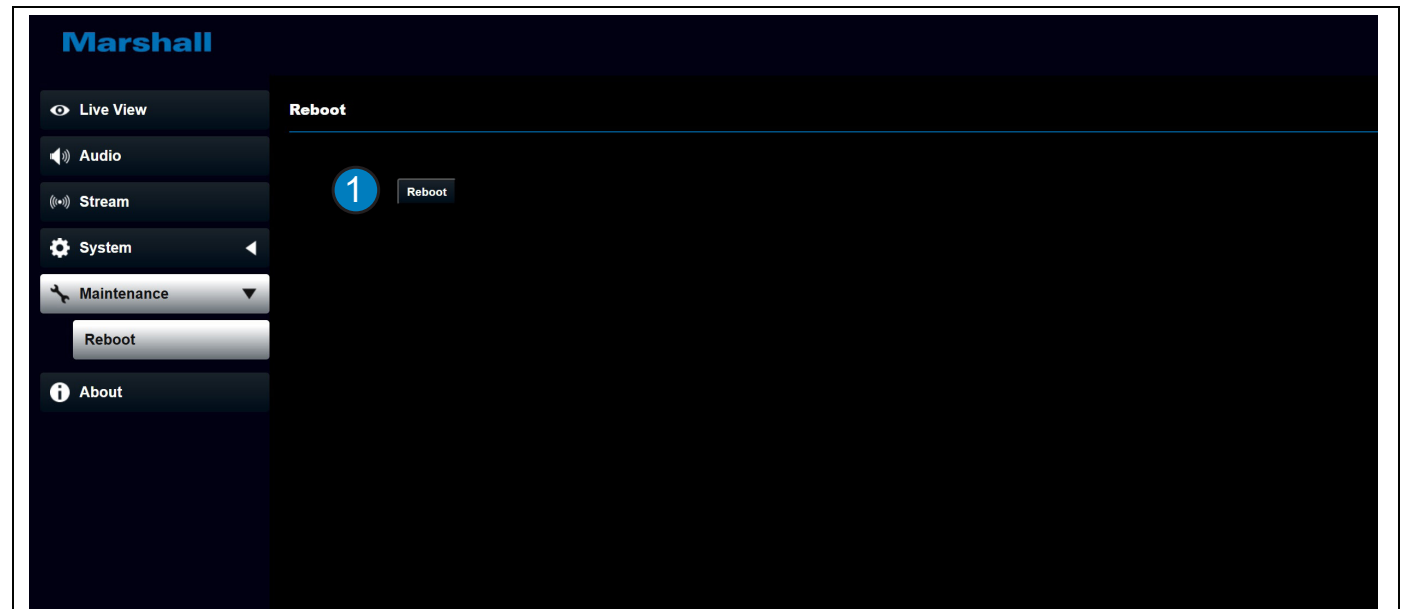 Marshall
Live View
Audio
Stream
System
Maintenance
Reboot
About
Reboot
1
Reboot